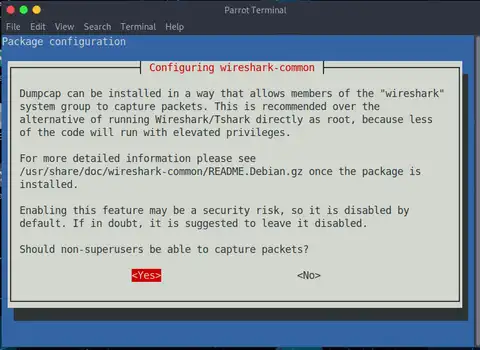 Parrot Terminal
File Edit View Search Terminal Help
Package configuration
Configuring wireshark-common
Dumpcap can be installed in a way that allows members of the "wireshark"
system group to capture packets. This is recommended over the
alternative of running Wireshark/Tshark directly as root, because less
of the code will run with elevated privileges.
For more detailed information please see
/usr/share/doc/wireshark-common/README.Debian.gz once the package is
installed.
Enabling this feature may be a security risk, so it is disabled by
default. If in doubt, it is suggested to leave it disabled.
Should non-superusers be able to capture packets?
<Yes> <No>